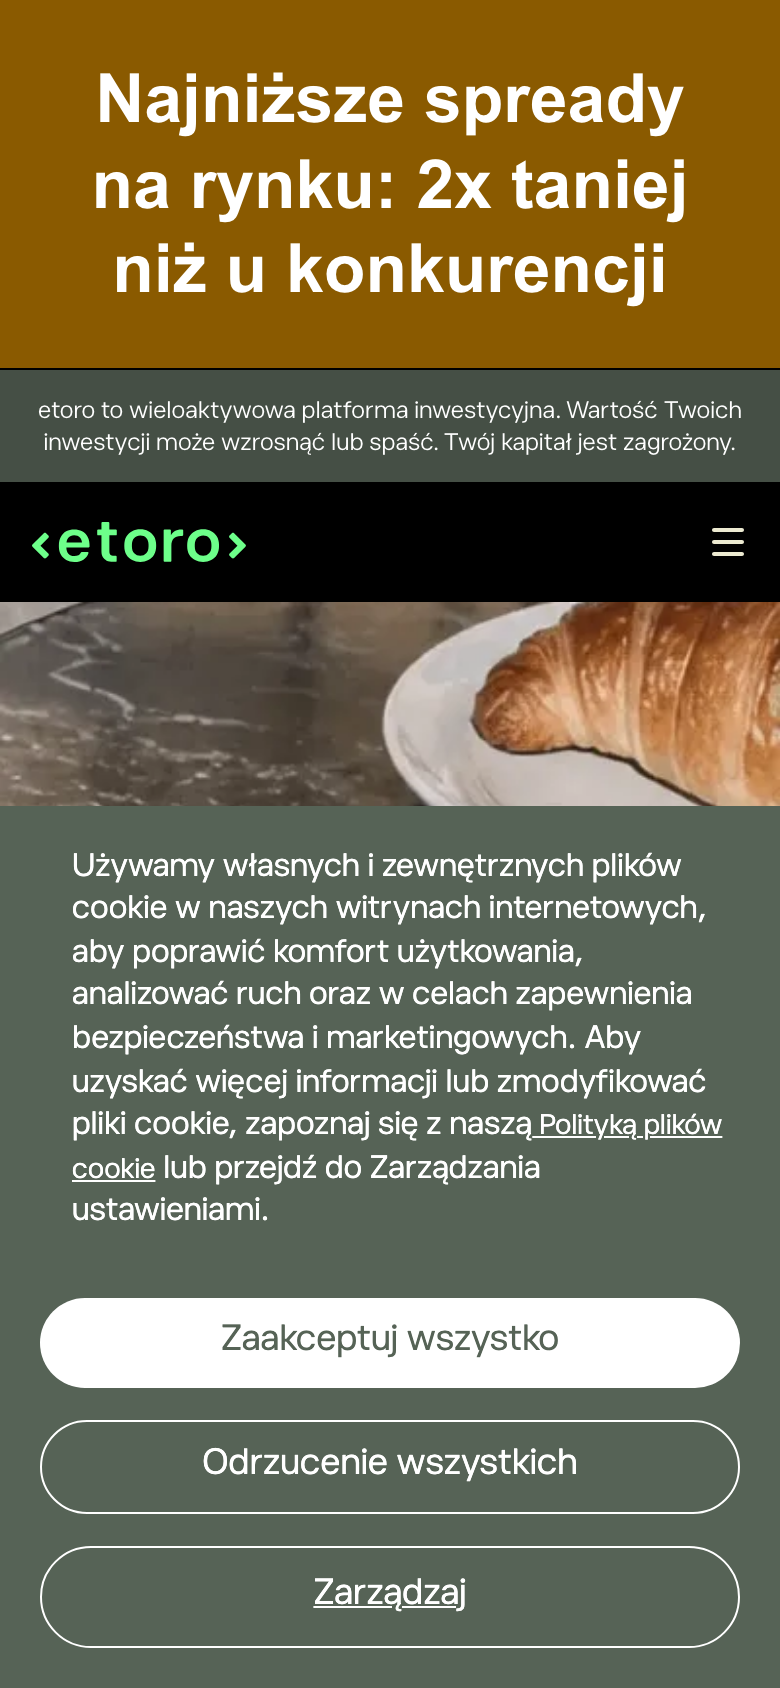 Najniższe spready
na rynku: 2x taniej
niż u konkurencji
etoro to wieloaktywowa platforma inwestycyjna. Wartość Twoich
inwestycji może wzrosnąć lub spaść. Twój kapitał jest zagrożony.
‹etoro›
Używamy własnych i zewnętrznych plików
cookie w naszych witrynach internetowych,
aby poprawić komfort użytkowania,
analizować ruch oraz w celach zapewnienia
bezpieczeństwa i marketingowych. Aby
uzyskać więcej informacji lub zmodyfikować
pliki cookie, zapoznaj się z naszą Polityką plików
cookie lub przejdź do Zarządzania
ustawieniami.
Zaakceptuj wszystko
Odrzucenie wszystkich
Zarządzaj